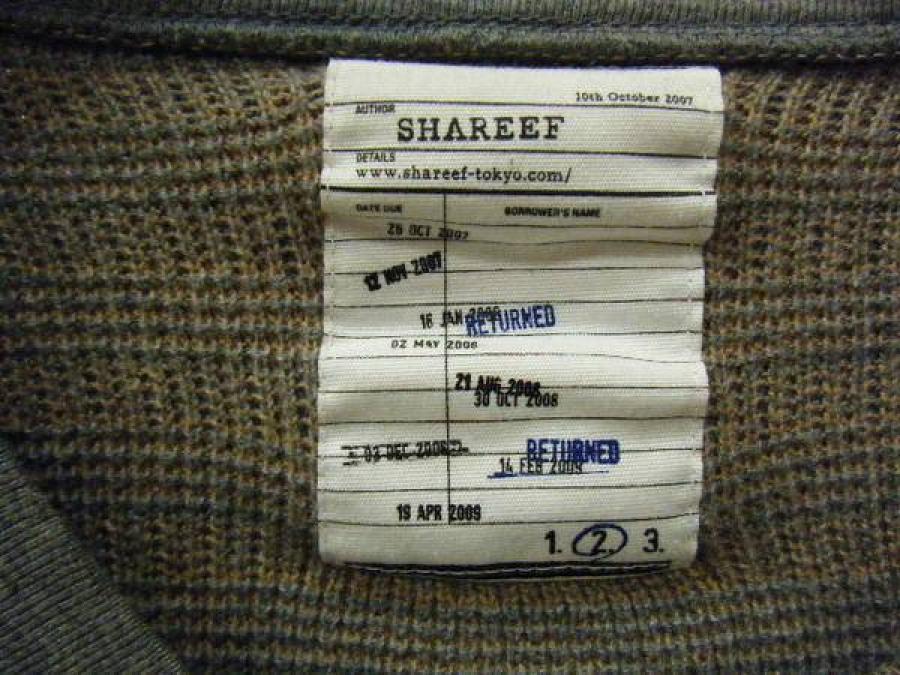 10th October 2007
AUTHOR
SHAREEF
DETAILS
www.shareef-tokyo.com/
DATE DUE BORROWER'S NAME
26 OCT 2007
12 NOV 2007
16 JAN 2008 RETURNED
02 MAY 2008
21 AUG 2008
30 OCT 2008
03 DEC 2008 RETURNED
14 FEB 2009
19 APR 2009
1. 2. 3.